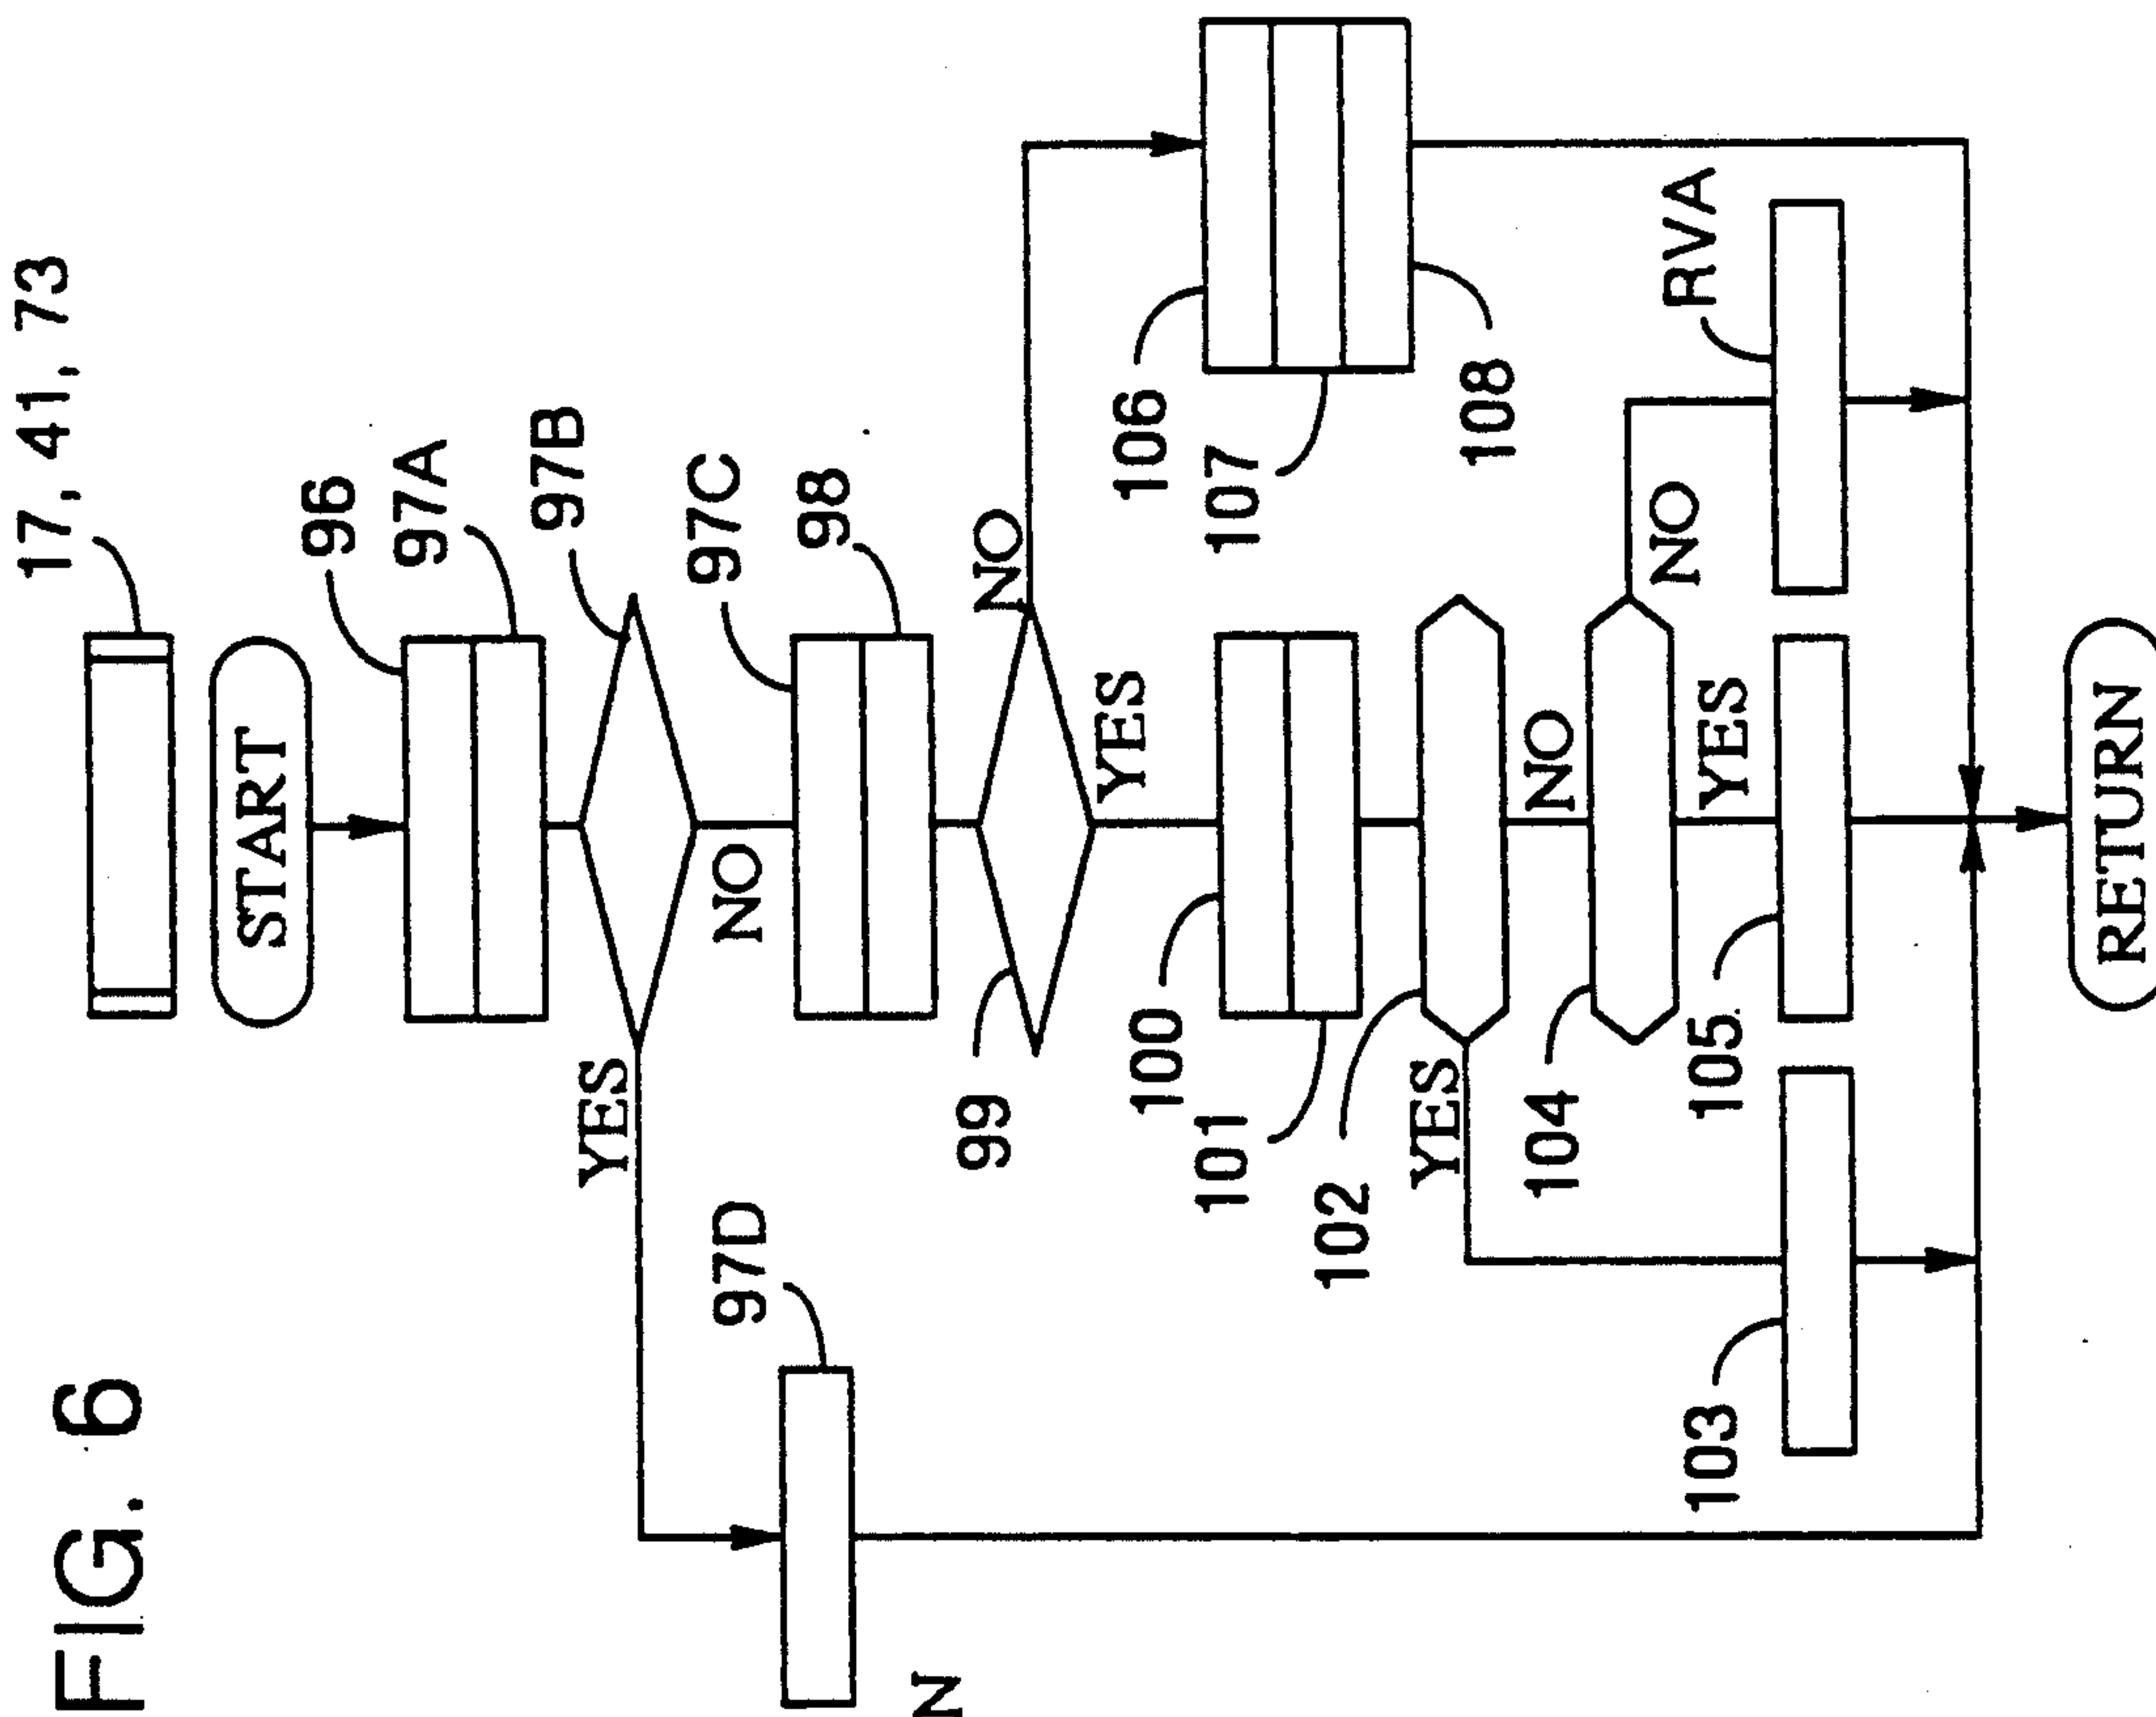 FIG. 6
17, 41, 73
START
96
97A
97B
YES
NO
97C
97D
98
N
99
NO
YES
100
101
106
107
108
102
YES
NO
104
NO
YES
RVA
105
103
RETURN